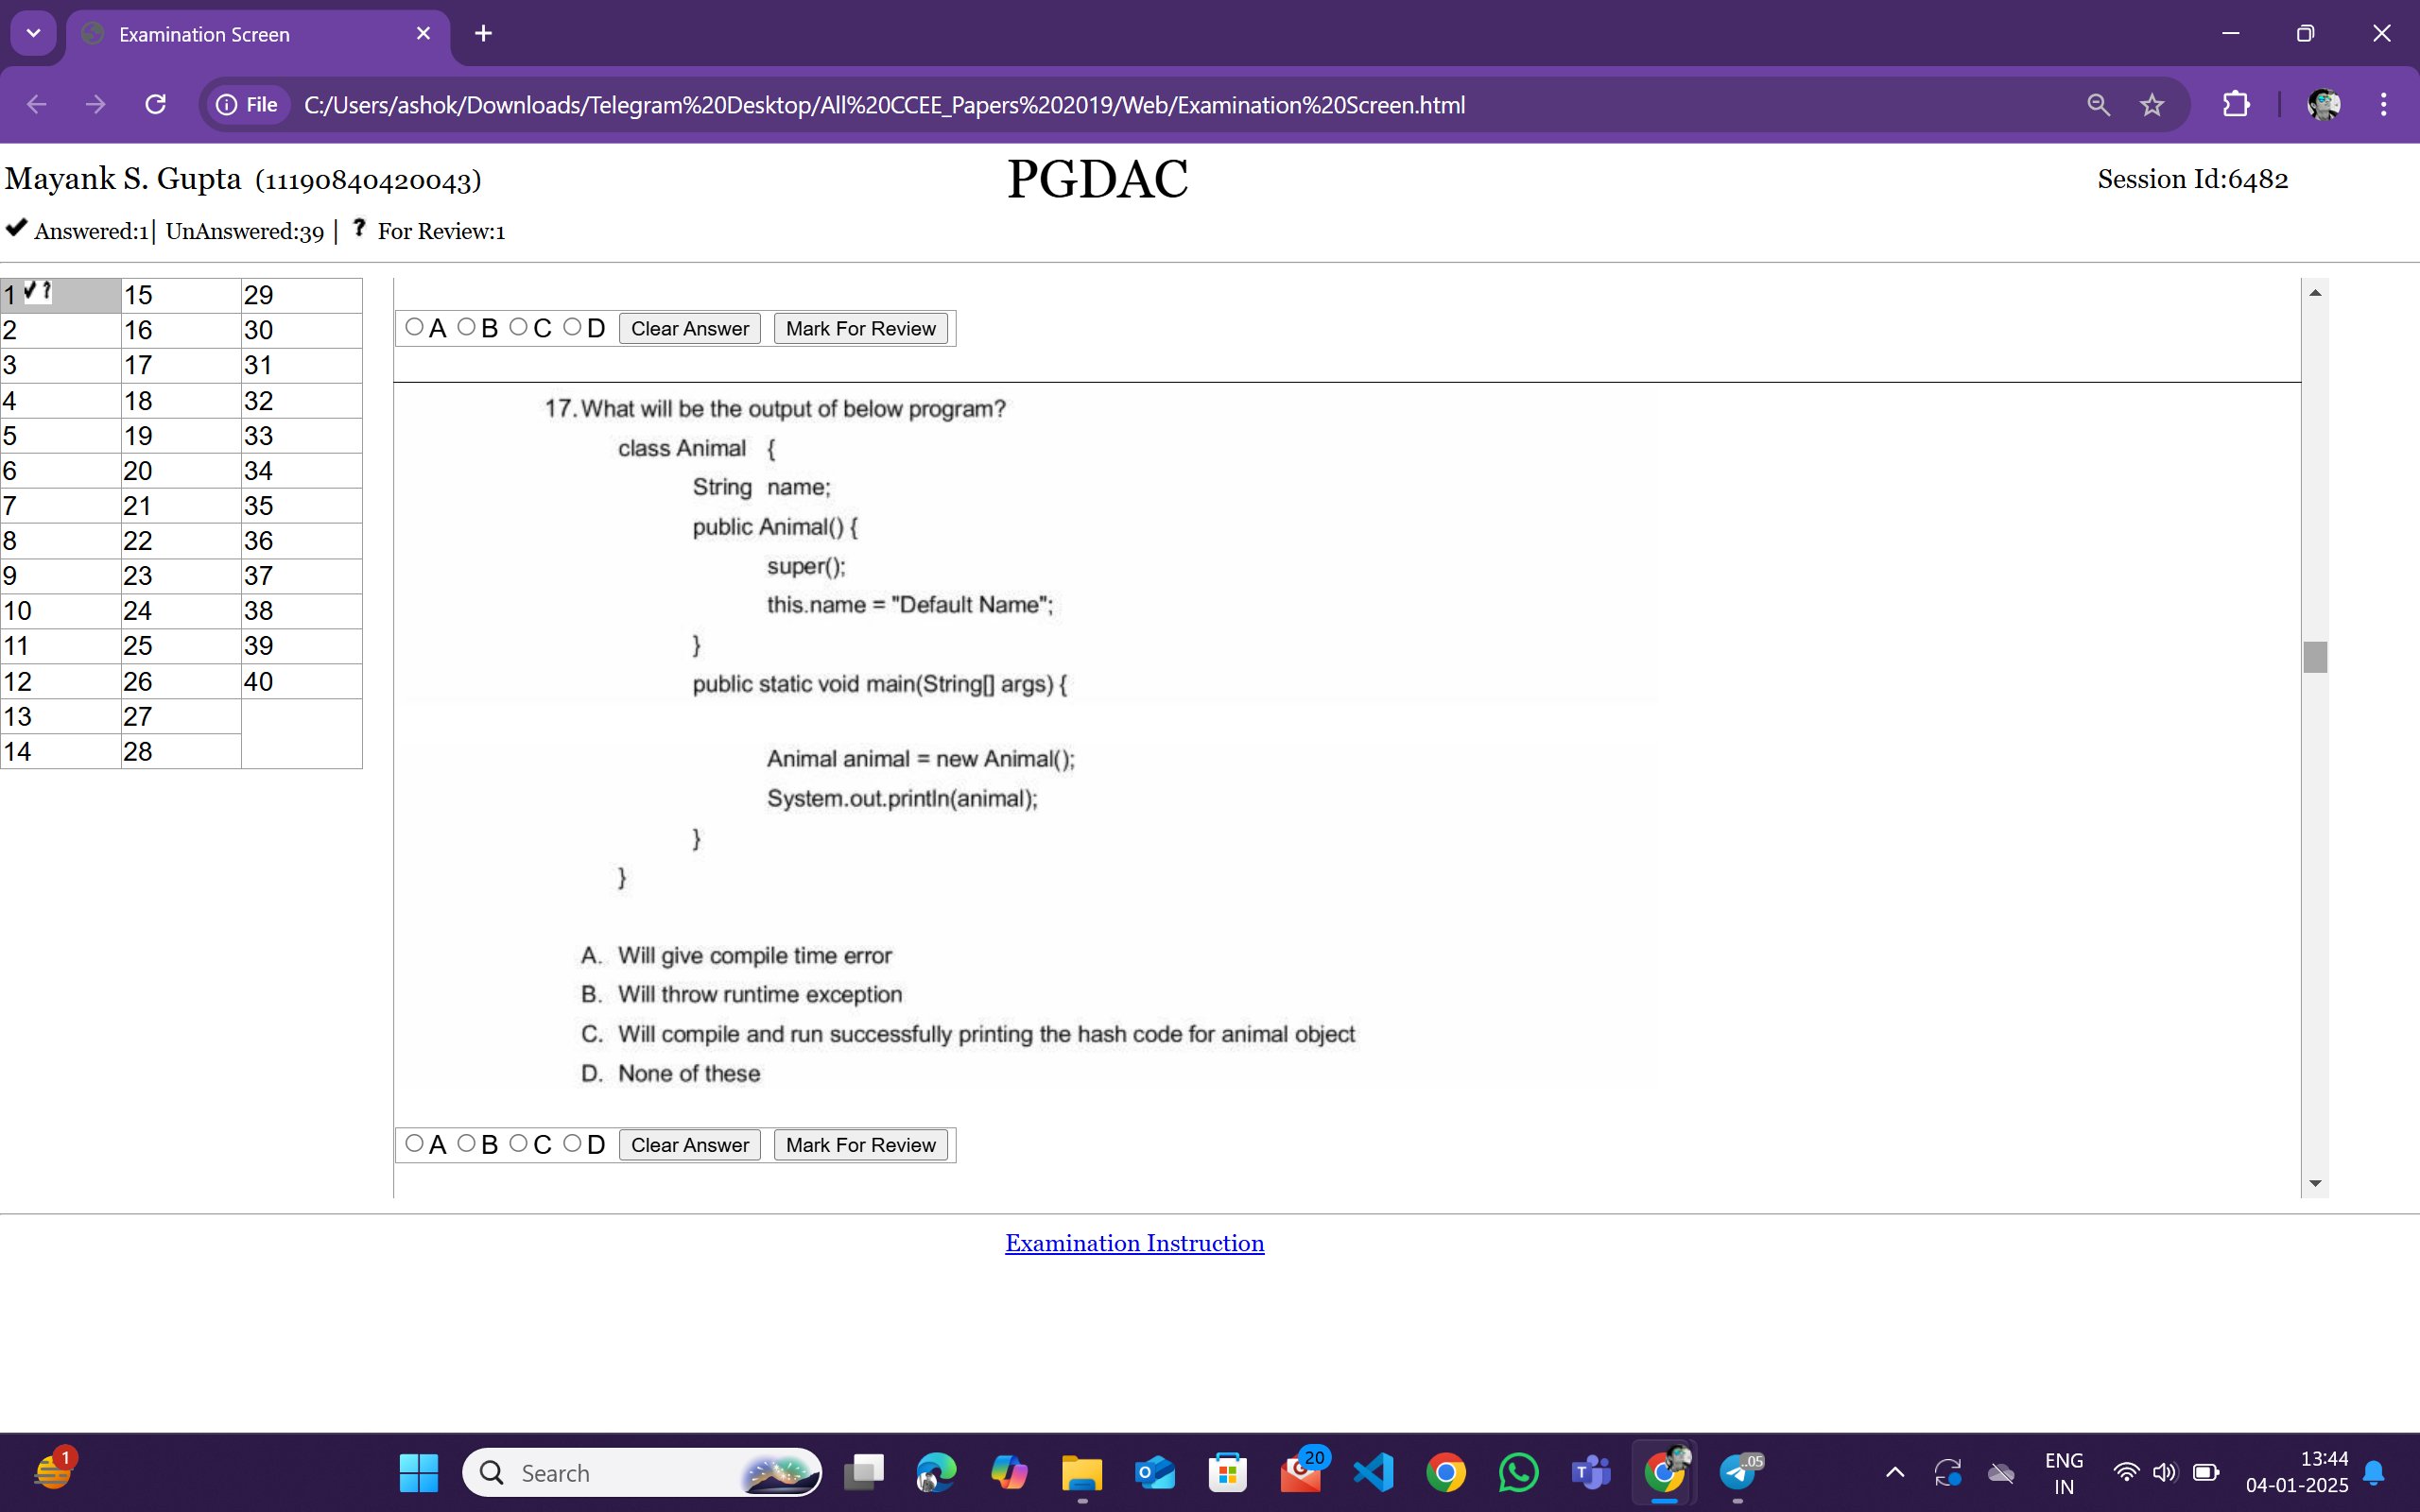 Examination Screen
File
C:/Users/ashok/Downloads/Telegram%20Desktop/All%20CCEE_Papers%202019/Web/Examination%20Screen.html
Mayank S. Gupta (11190840420043)
PGDAC
Session Id:6482
Answered:1| UnAnswered:39 | ? For Review:1
1 ? 15 29
2 16 30
3 17 31
4 18 32
5 19 33
6 20 34
7 21 35
8 22 36
9 23 37
10 24 38
11 25 39
12 26 40
13 27
14 28
A B C D Clear Answer Mark For Review
17. What will be the output of below program?
class Animal {
String name;
public Animal() {
super();
this.name = "Default Name";
}
public static void main(String[] args) {
Animal animal = new Animal();
System.out.println(animal);
}
}
A. Will give compile time error
B. Will throw runtime exception
C. Will compile and run successfully printing the hash code for animal object
D. None of these
A B C D Clear Answer Mark For Review
Examination Instruction
1
Search
20
..05
ENG
IN
13:44
04-01-2025